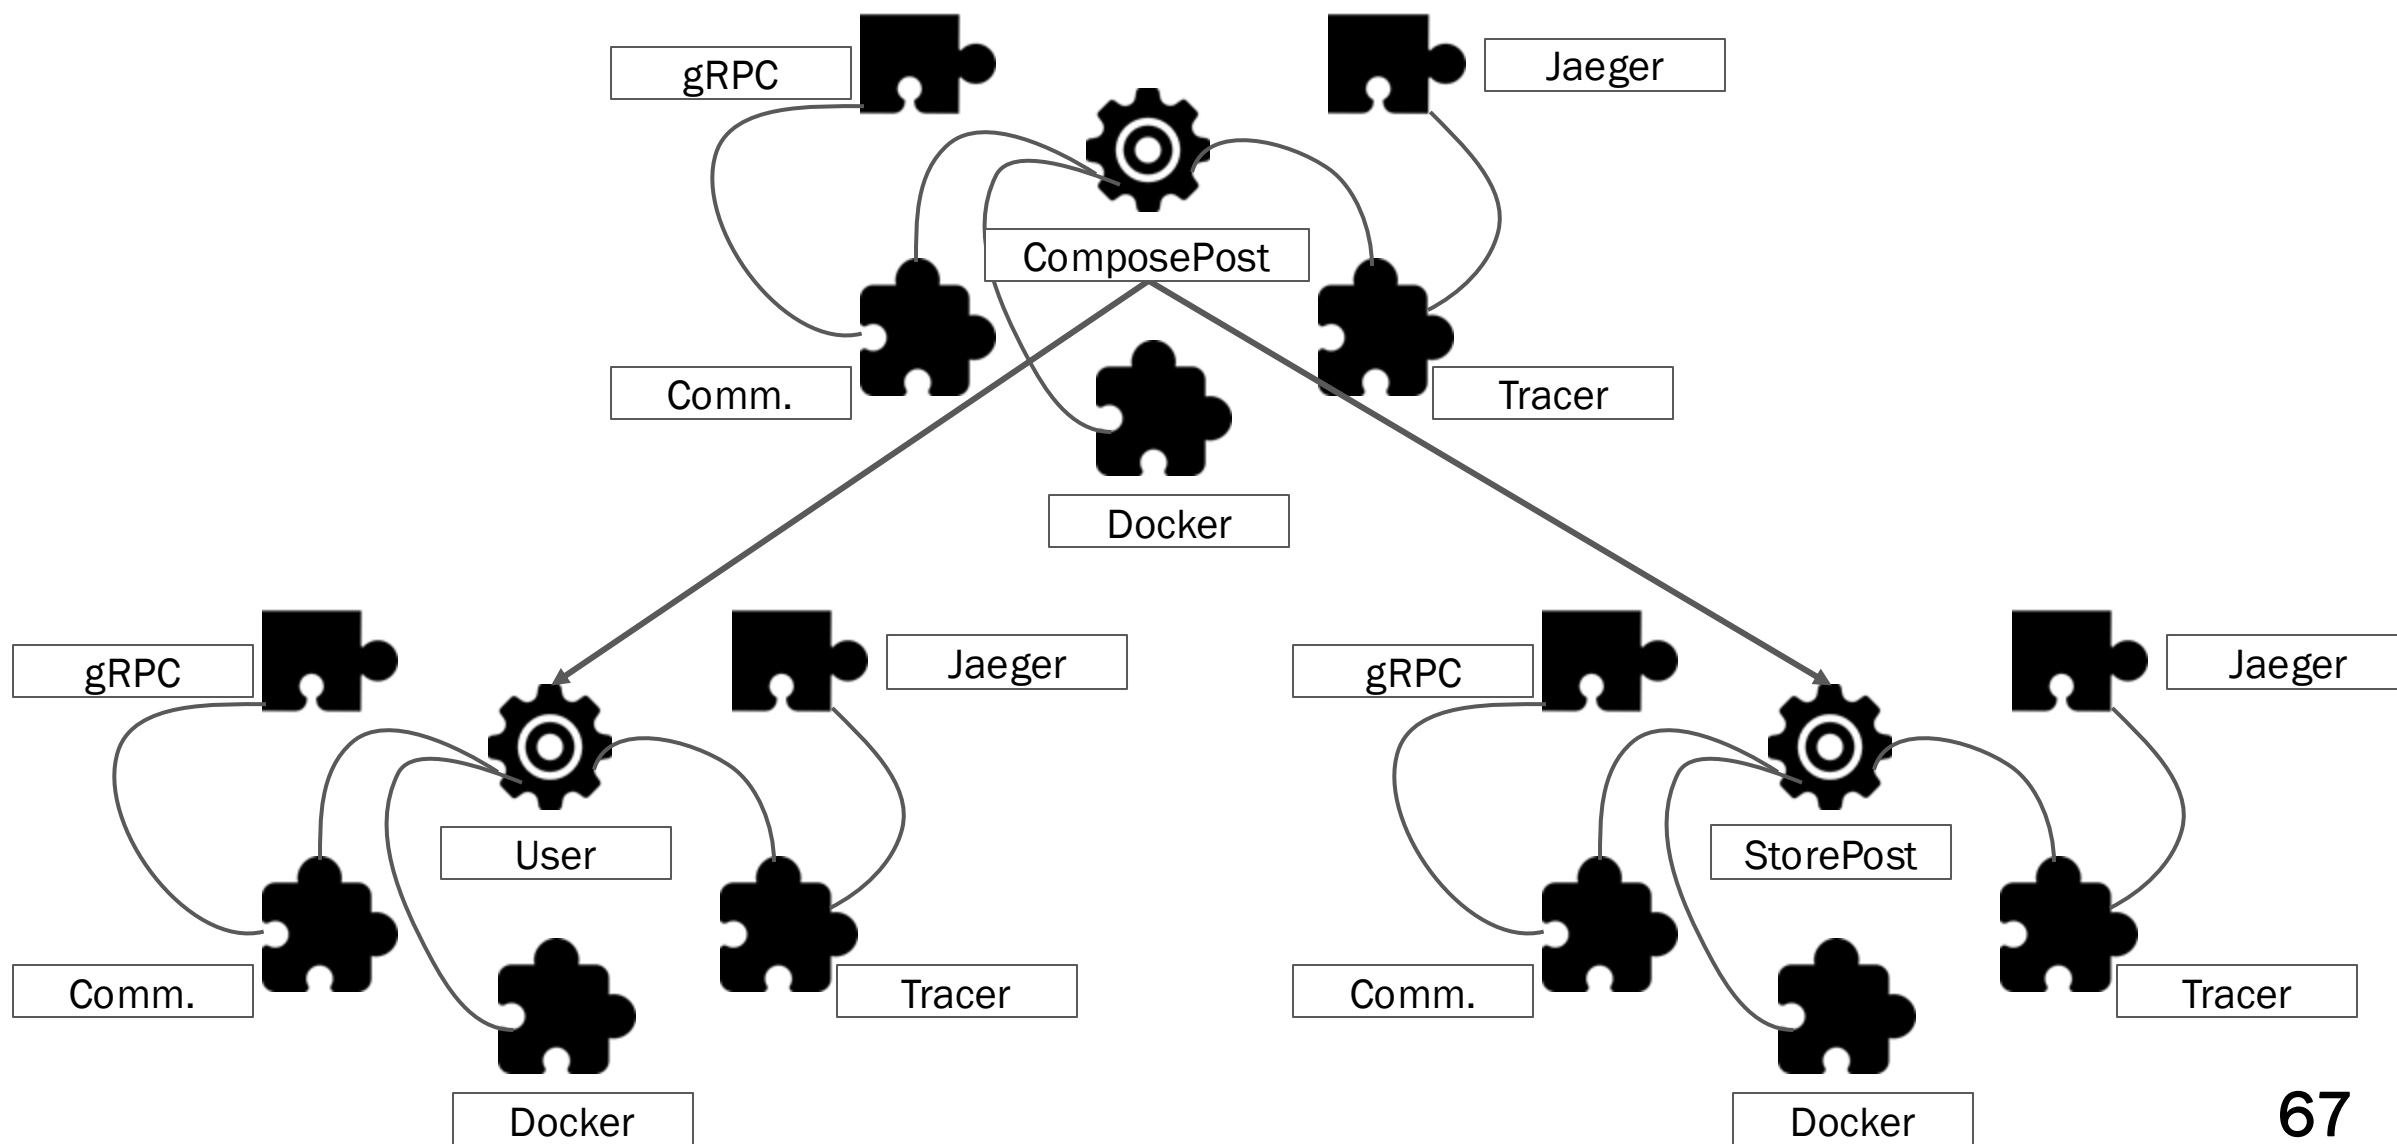 gRPC
Jaeger
ComposePost
Comm.
Tracer
Docker
gRPC
Jaeger
gRPC
Jaeger
User
StorePost
Comm.
Tracer
Comm.
Tracer
Docker
Docker
67